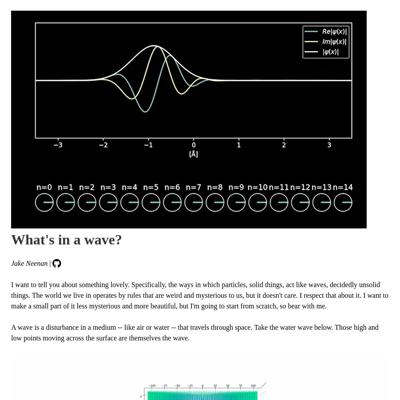 Re|ψ(x)|
Im|ψ(x)|
|ψ(x)|
−3 −2 −1 0 1 2 3
[Å]
n=0 n=1 n=2 n=3 n=4 n=5 n=6 n=7 n=8 n=9 n=10 n=11 n=12 n=13 n=14
What's in a wave?
Jake Neenan |
I want to tell you about something lovely. Specifically, the ways in which particles, solid things, act like waves, decidedly unsolid
things. The world we live in operates by rules that are weird and mysterious to us, but it doesn't care. I respect that about it. I want to
make a small part of it less mysterious and more beautiful, but I'm going to start from scratch, so bear with me.
A wave is a disturbance in a medium -- like air or water -- that travels through space. Take the water wave below. Those high and
low points moving across the surface are themselves the wave.